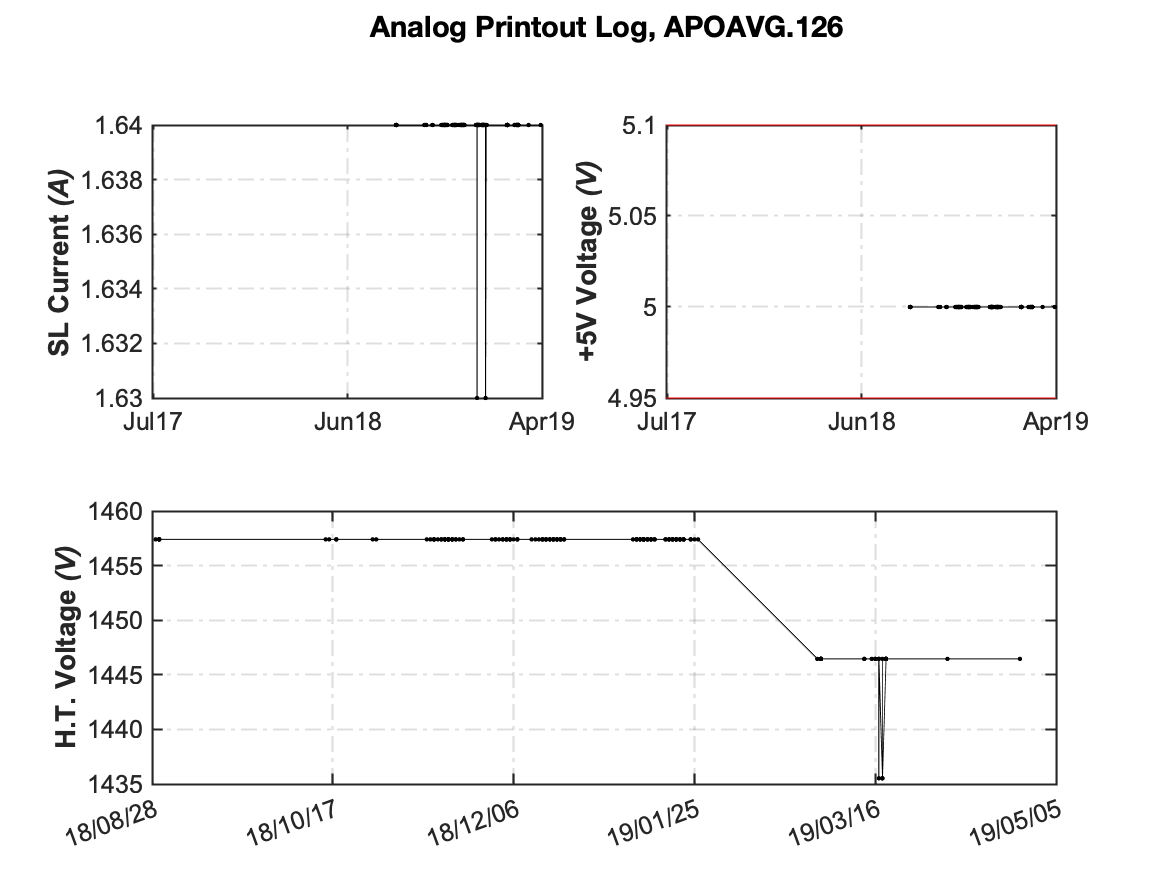 Analog Printout Log, APOAVG.126
SL Current (A)
1.64
1.638
1.636
1.634
1.632
1.63
Jul17 Jun18 Apr19
+5V Voltage (V)
5.1
5.05
5
4.95
Jul17 Jun18 Apr19
H.T. Voltage (V)
1460
1455
1450
1445
1440
1435
18/08/28 18/10/17 18/12/06 19/01/25 19/03/16 19/05/05